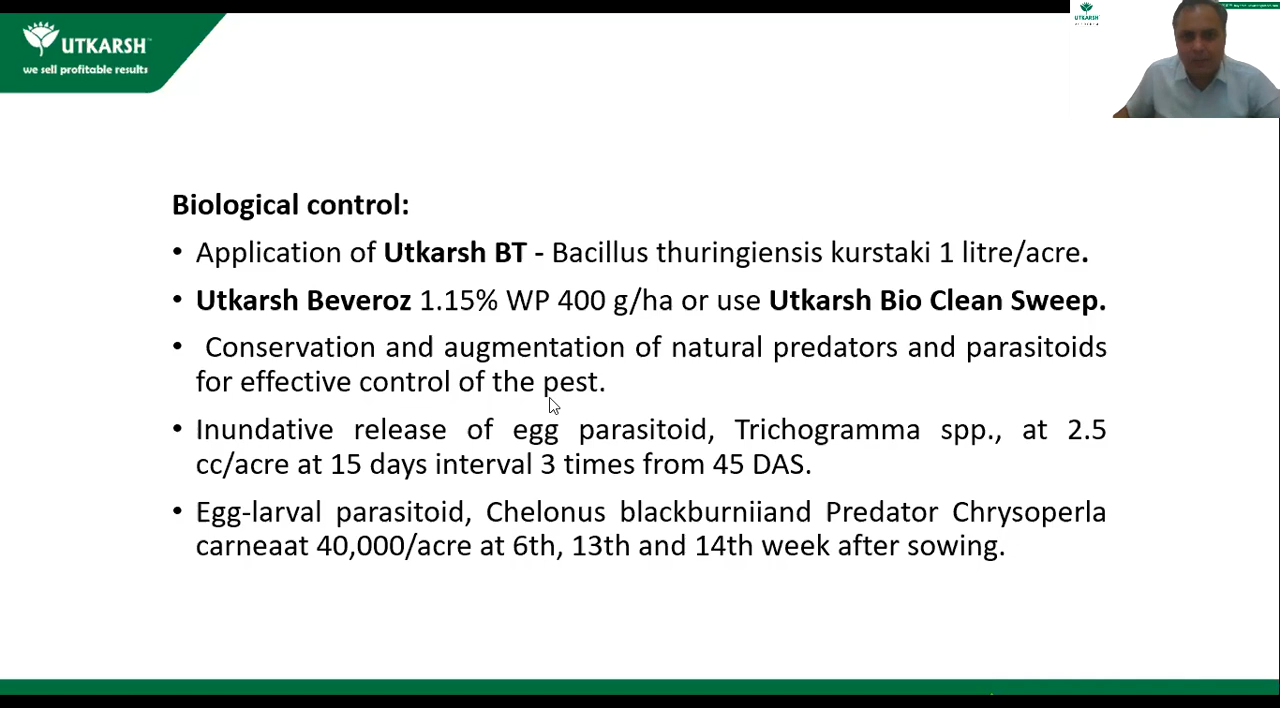 UTKARSH™
we sell profitable results
UTKARSH
Biological control:
• Application of Utkarsh BT - Bacillus thuringiensis kurstaki 1 litre/acre.
• Utkarsh Beveroz 1.15% WP 400 g/ha or use Utkarsh Bio Clean Sweep.
• Conservation and augmentation of natural predators and parasitoids
for effective control of the pest.
• Inundative release of egg parasitoid, Trichogramma spp., at 2.5
cc/acre at 15 days interval 3 times from 45 DAS.
• Egg-larval parasitoid, Chelonus blackburniiand Predator Chrysoperla
carneaat 40,000/acre at 6th, 13th and 14th week after sowing.